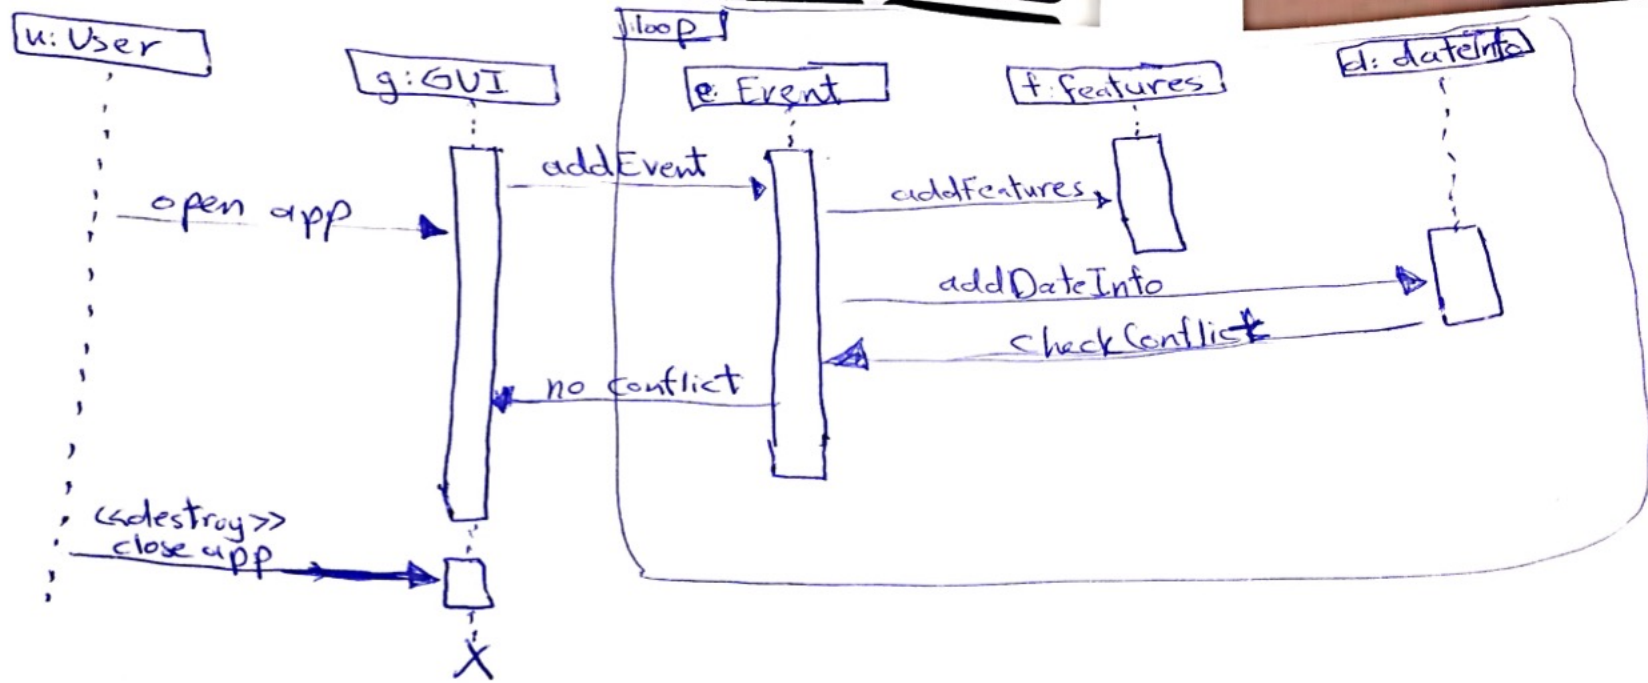 u: User
g: GUI
loop
e: Event
f: features
d: dateInfo
addEvent
open app
addFeatures
addDateInfo
checkConflict
no conflict
<<destroy>>
close app
X